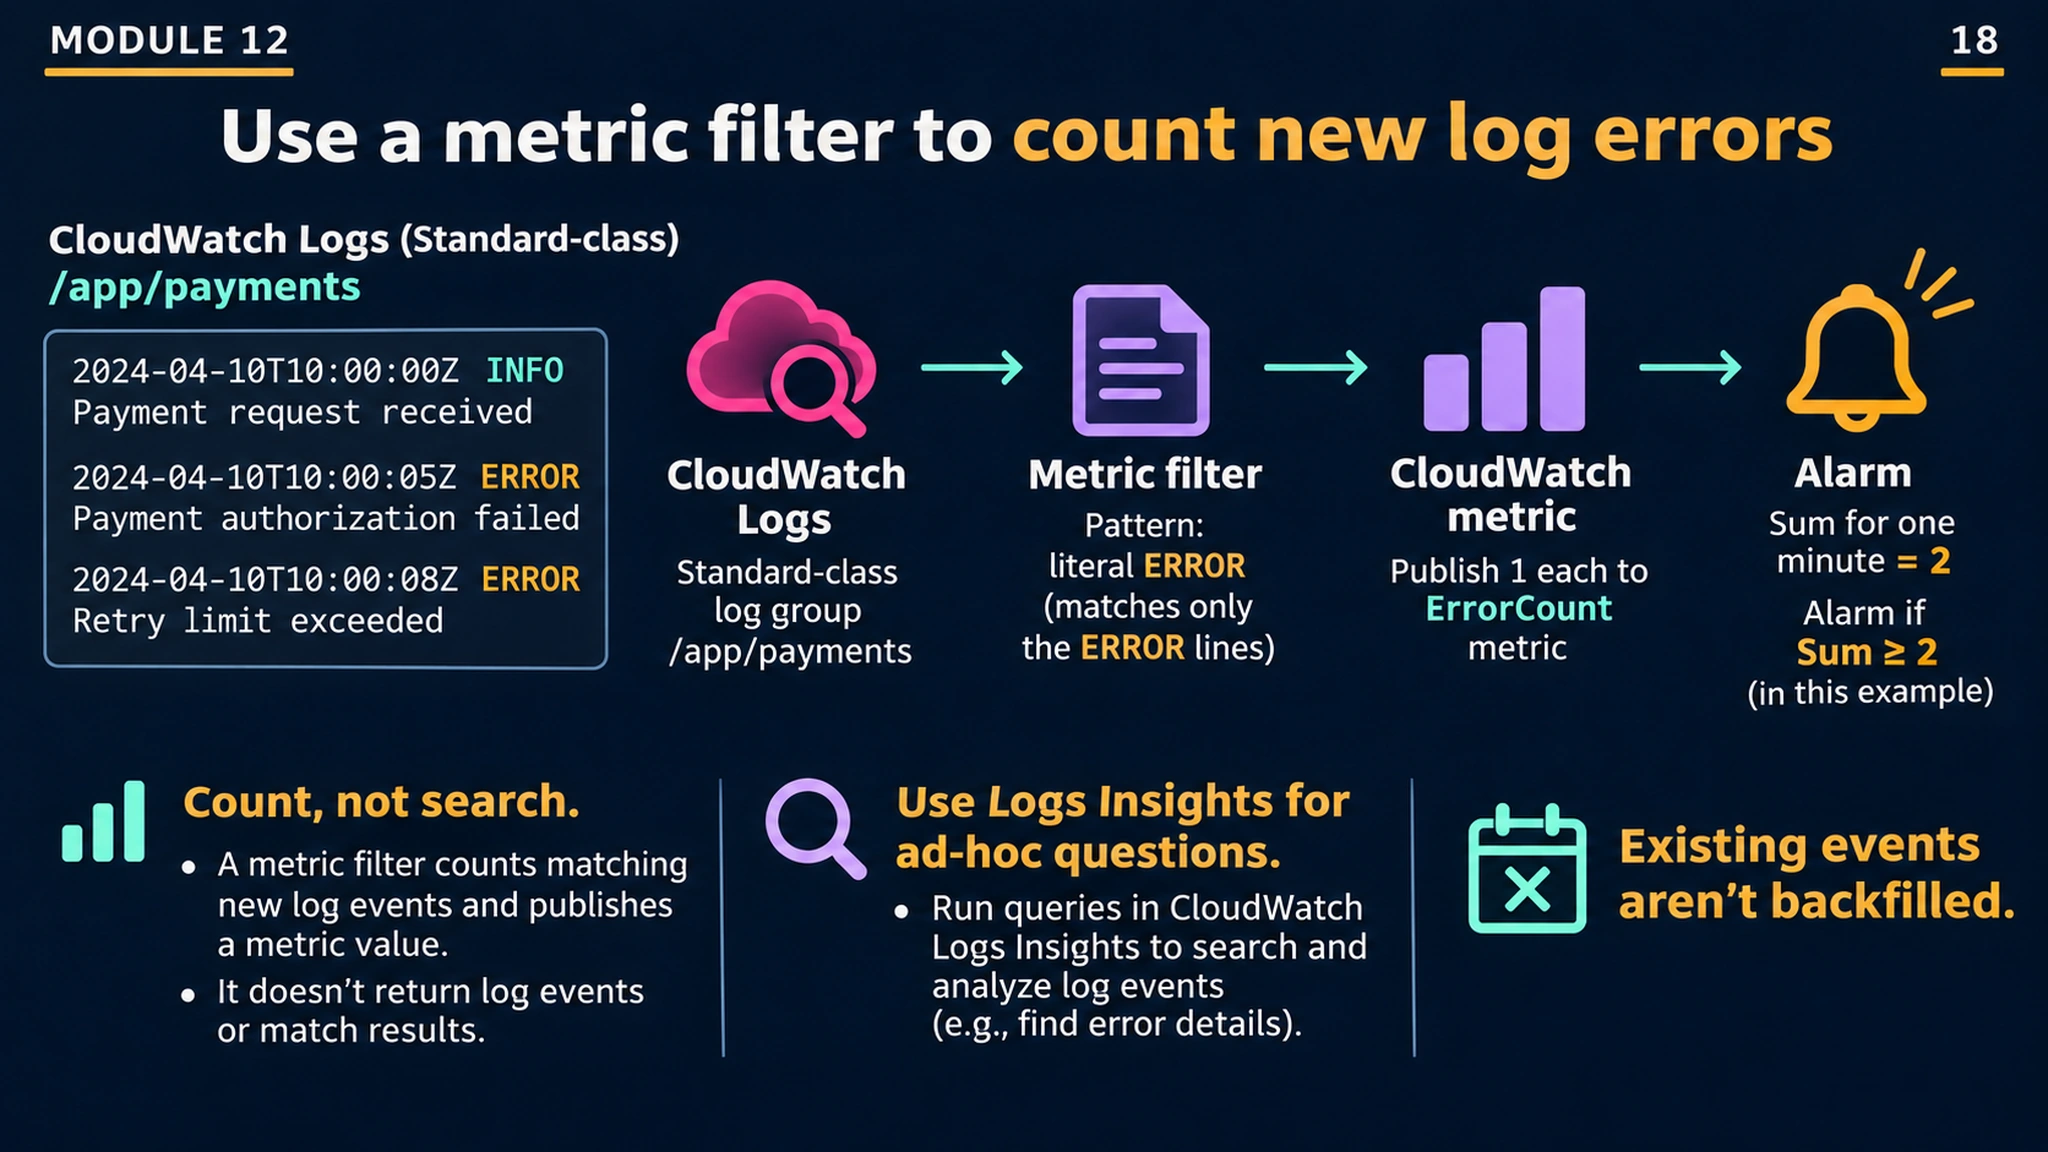 MODULE 12
18
Use a metric filter to count new log errors
CloudWatch Logs (Standard-class)
/app/payments
2024-04-10T10:00:00Z INFO
Payment request received
2024-04-10T10:00:05Z ERROR
Payment authorization failed
2024-04-10T10:00:08Z ERROR
Retry limit exceeded
CloudWatch
Logs
Standard-class
log group
/app/payments
Metric filter
Pattern:
literal ERROR
(matches only
the ERROR lines)
CloudWatch
metric
Publish 1 each to
ErrorCount
metric
Alarm
Sum for one
minute = 2
Alarm if
Sum ≥ 2
(in this example)
Count, not search.
• A metric filter counts matching
new log events and publishes
a metric value.
• It doesn't return log events
or match results.
Use Logs Insights for
ad-hoc questions.
• Run queries in CloudWatch
Logs Insights to search and
analyze log events
(e.g., find error details).
Existing events
aren't backfilled.